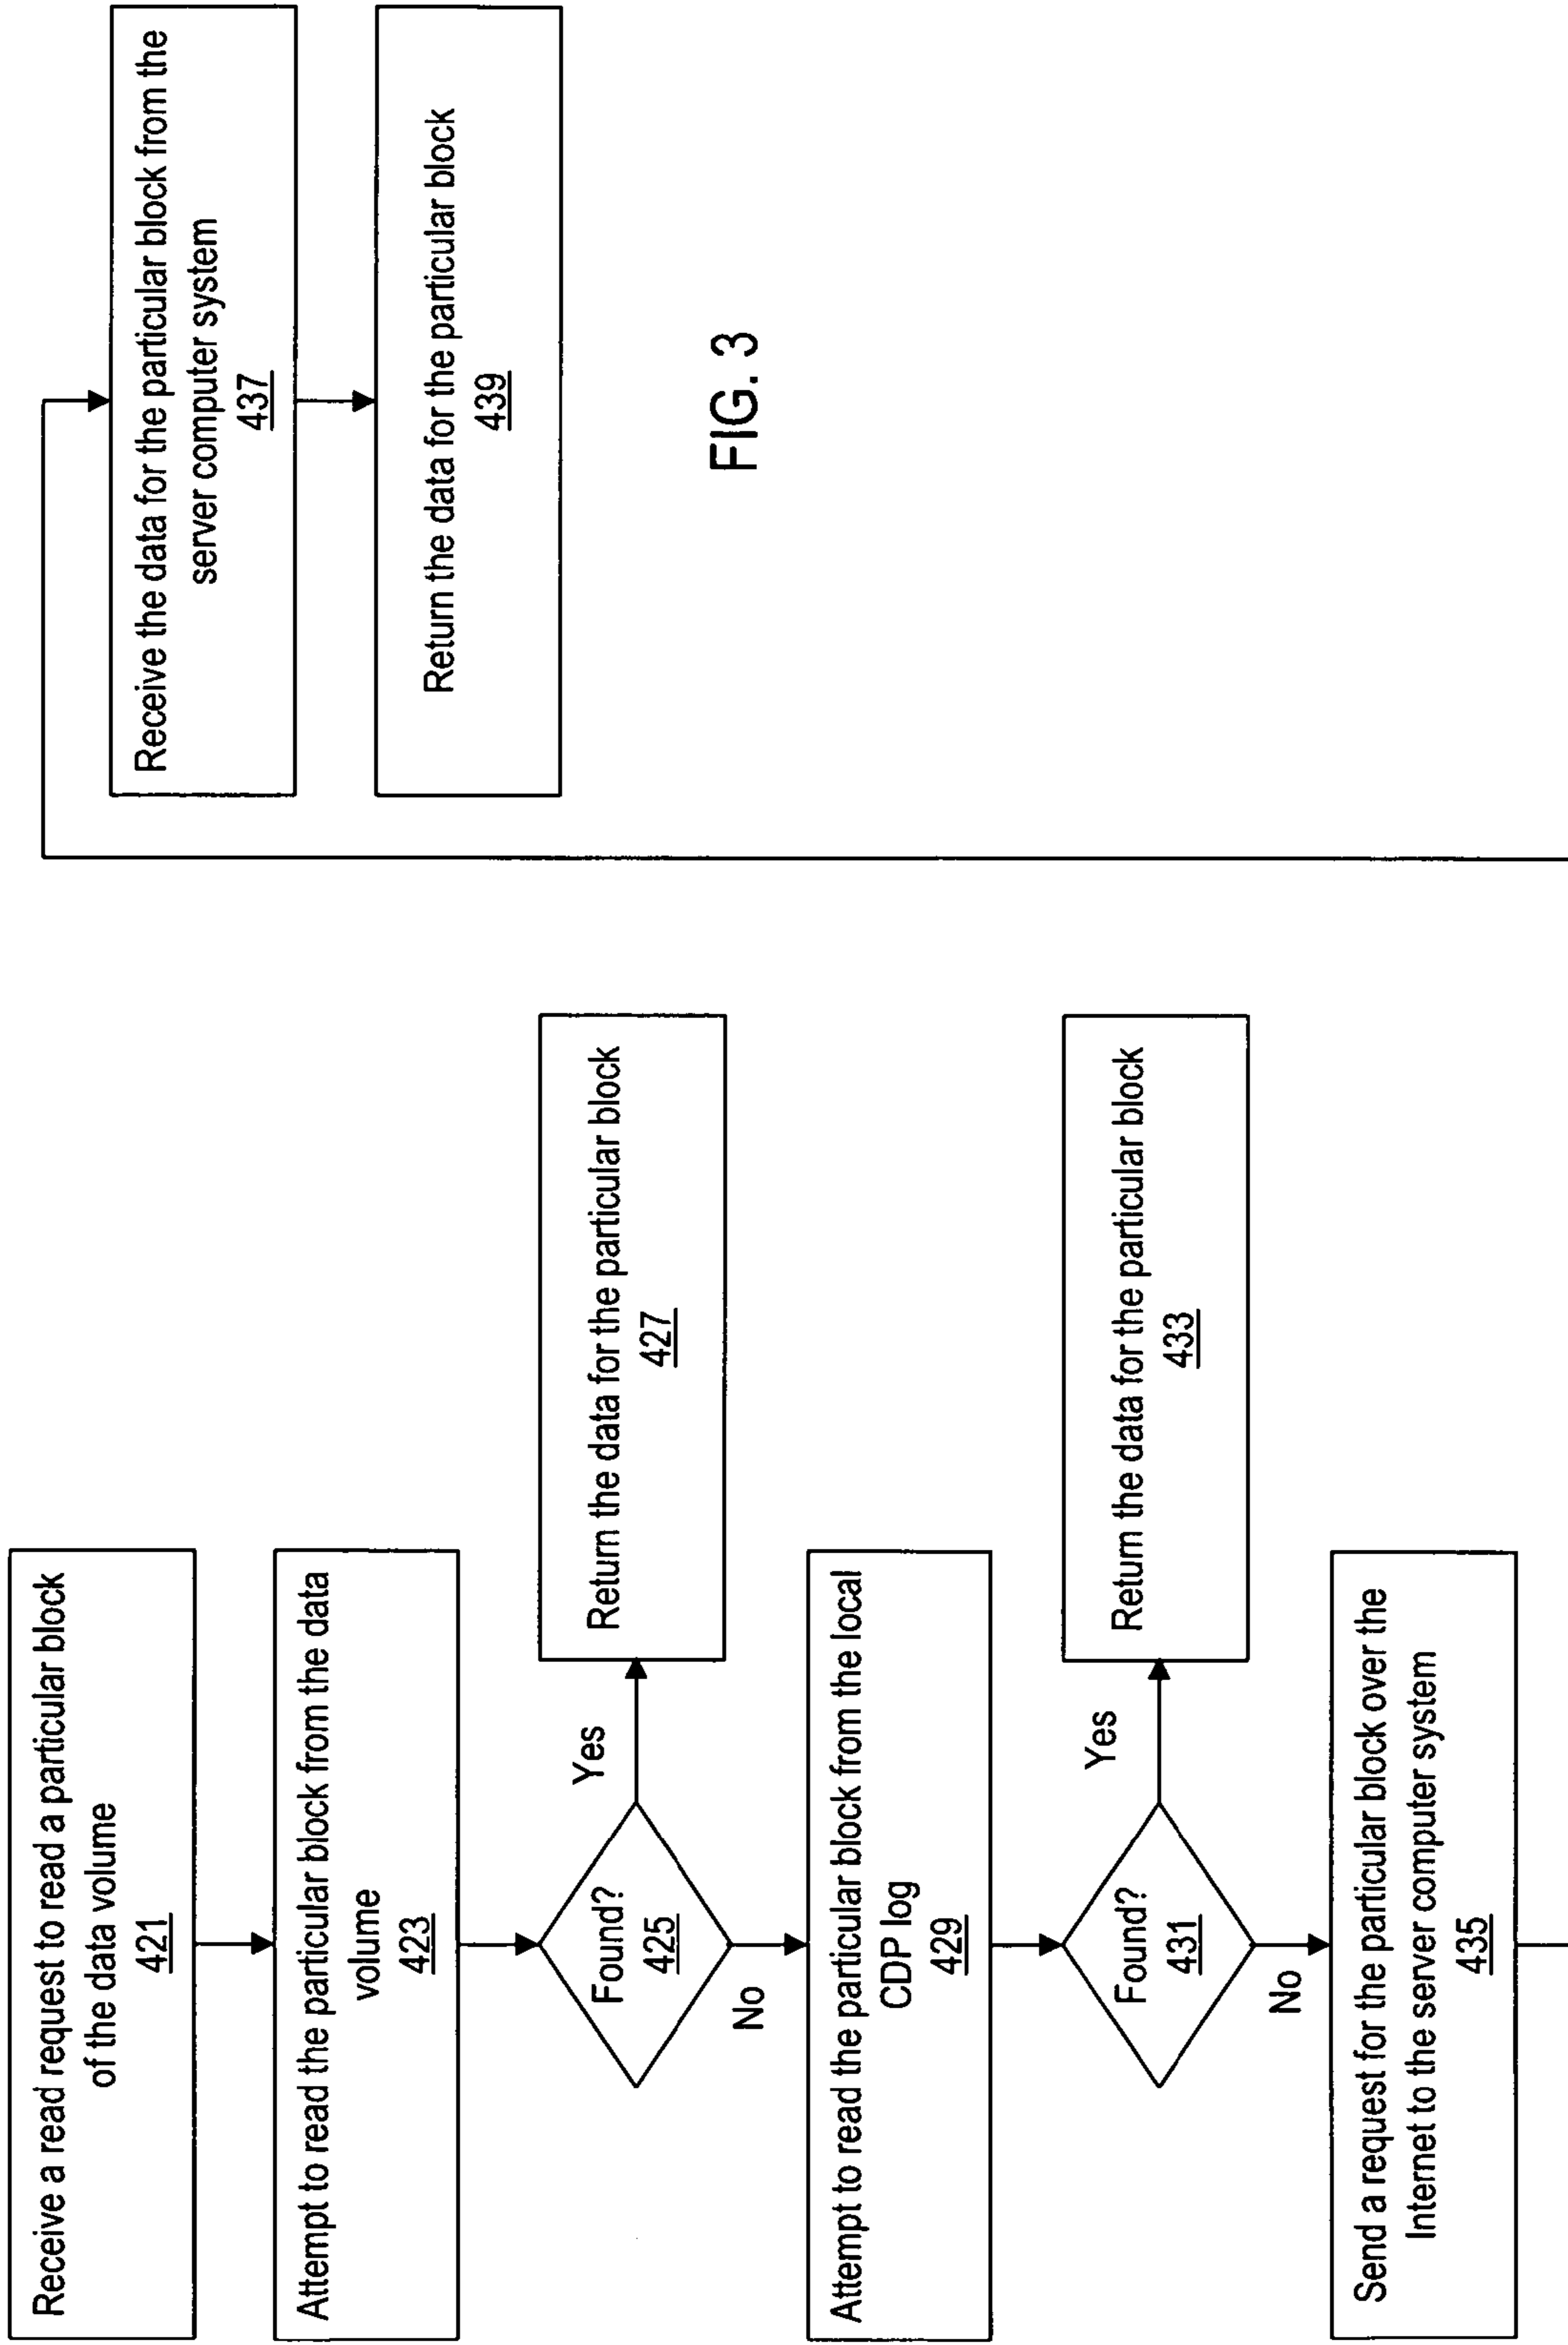 Receive a read request to read a particular block
of the data volume
421
Attempt to read the particular block from the data
volume
423
Found?
425
Yes
Return the data for the particular block
427
No
Attempt to read the particular block from the local
CDP log
429
Found?
431
Yes
Return the data for the particular block
433
No
Send a request for the particular block over the
Internet to the server computer system
435
Receive the data for the particular block from the
server computer system
437
Return the data for the particular block
439
FIG. 3